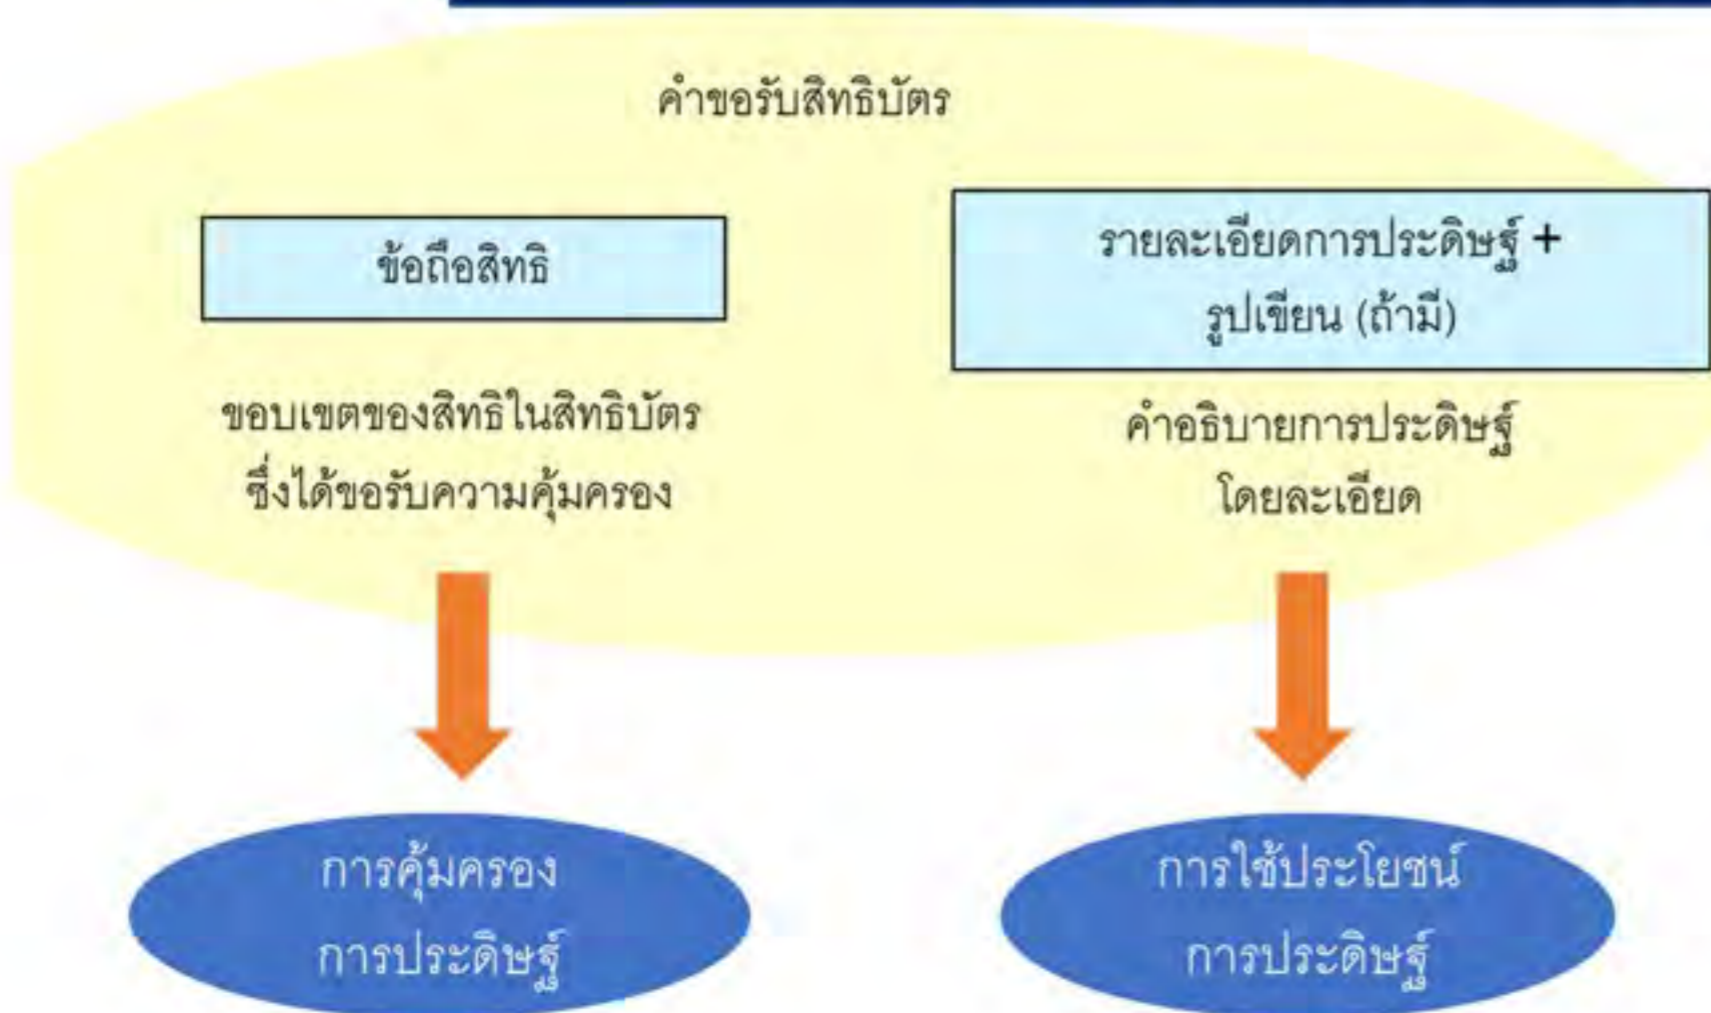 คำขอรับสิทธิบัตร
ข้อถือสิทธิ
รายละเอียดการประดิษฐ์ +
รูปเขียน (ถ้ามี)
ขอบเขตของสิทธิในสิทธิบัตร
ซึ่งได้ขอรับความคุ้มครอง
คำอธิบายการประดิษฐ์
โดยละเอียด
การคุ้มครอง
การประดิษฐ์
การใช้ประโยชน์
การประดิษฐ์